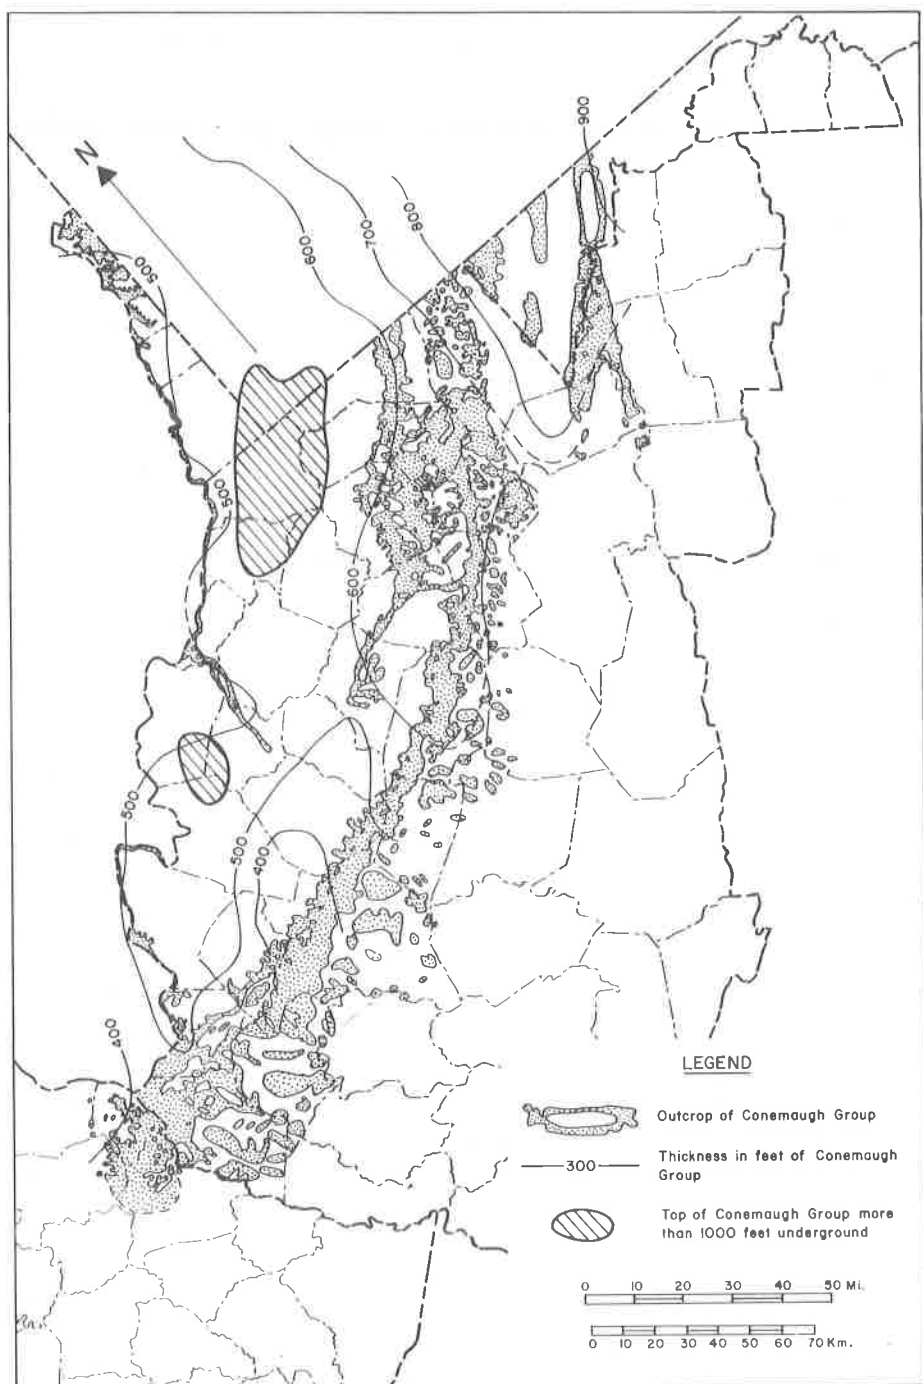 900
N
600
700
800
500
500
600
500
500
400
400
LEGEND
Outcrop of Conemaugh Group
300
Thickness in feet of Conemaugh
Group
Top of Conemaugh Group more
than 1000 feet underground
0 10 20 30 40 50 Mi.
0 10 20 30 40 50 60 70 Km.